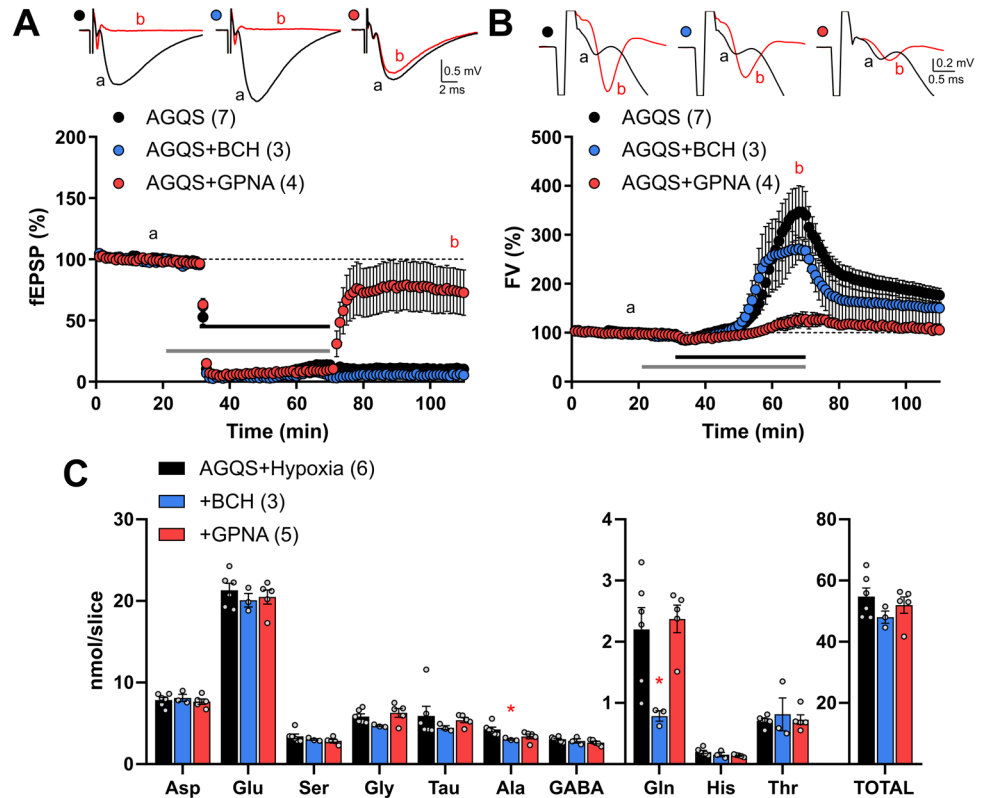 A
b
a
b
a
b
a
0.5 mV
2 ms
AGQS (7)
AGQS+BCH (3)
AGQS+GPNA (4)
200
150
100
50
0
fEPSP (%)
a
b
0 20 40 60 80 100
Time (min)
B
a
b
a
b
a
b
0.2 mV
0.5 ms
AGQS (7)
AGQS+BCH (3)
AGQS+GPNA (4)
500
400
300
200
100
0
FV (%)
a
b
0 20 40 60 80 100
Time (min)
C
AGQS+Hypoxia (6)
+BCH (3)
+GPNA (5)
30
20
10
0
nmol/slice
*
Asp Glu Ser Gly Tau Ala GABA
4
3
2
1
0
*
Gln His Thr
80
60
40
20
0
TOTAL